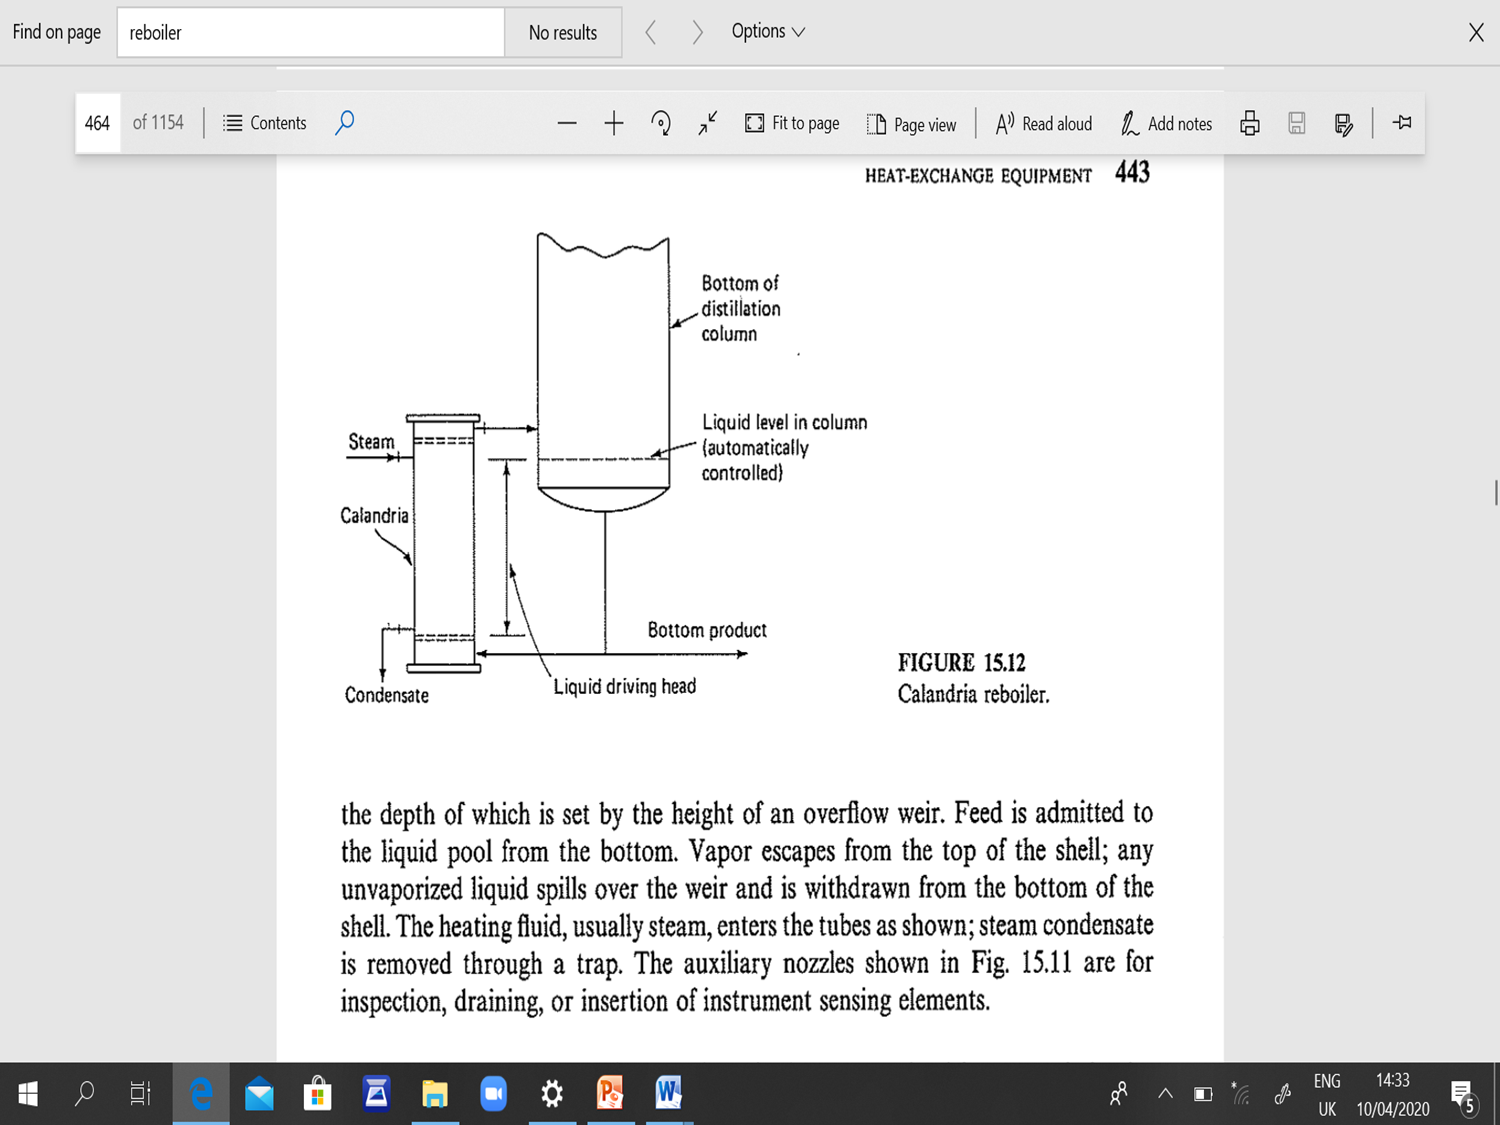 Find on page reboiler No results Options
464 of 1154 Contents Fit to page Page view Read aloud Add notes
HEAT-EXCHANGE EQUIPMENT 443
Bottom of
distillation
column
Liquid level in column
(automatically
controlled)
Steam
Calandria
Bottom product
Condensate
Liquid driving head
FIGURE 15.12
Calandria reboiler.
the depth of which is set by the height of an overflow weir. Feed is admitted to
the liquid pool from the bottom. Vapor escapes from the top of the shell; any
unvaporized liquid spills over the weir and is withdrawn from the bottom of the
shell. The heating fluid, usually steam, enters the tubes as shown; steam condensate
is removed through a trap. The auxiliary nozzles shown in Fig. 15.11 are for
inspection, draining, or insertion of instrument sensing elements.
ENG 14:33
UK 10/04/2020 5